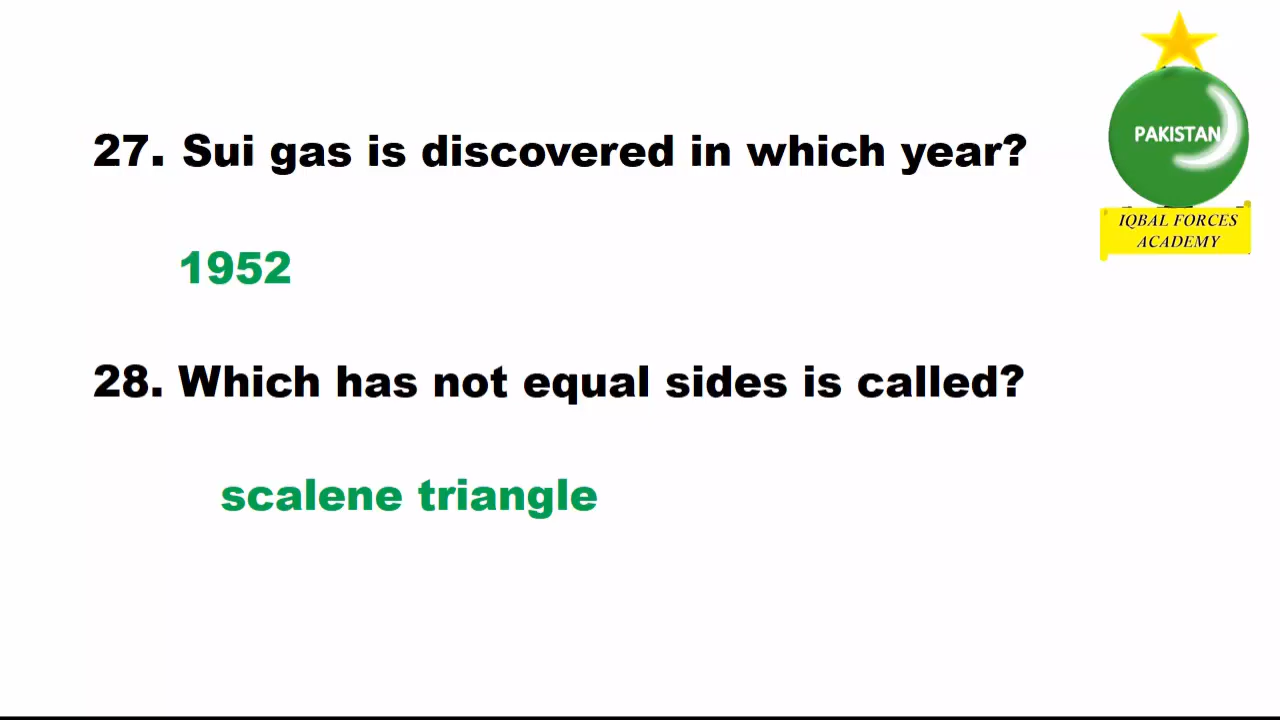 27. Sui gas is discovered in which year?
1952
28. Which has not equal sides is called?
scalene triangle
PAKISTAN
IQBAL FORCES
ACADEMY